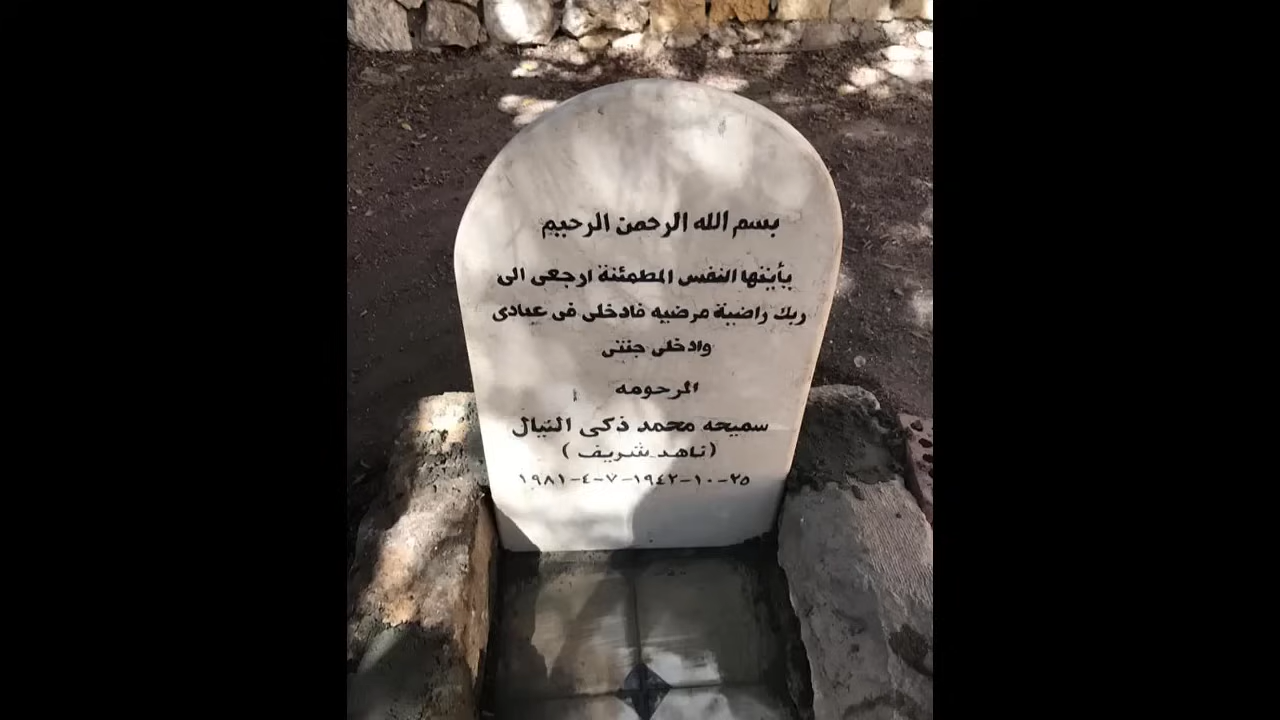 بسم الله الرحمن الرحيم
يأيتها النفس المطمئنة ارجعى الى
ربك راضية مرضيه فادخلى فى عبادى
وادخلى جنتى
المرحومه
سميحه محمد ذكى النيال
(ناهد شريف)
٢٥-١٠-١٩٤٢-٧-٤-١٩٨١